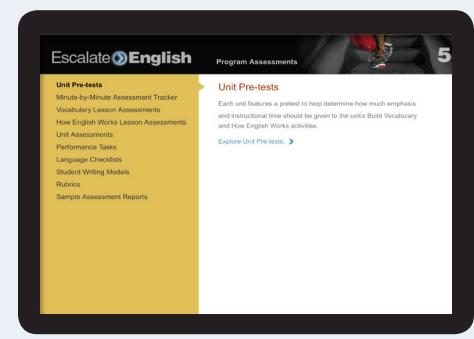 Escalate English
Program Assessments
5
Unit Pre-tests
Minute-by-Minute Assessment Tracker
Vocabulary Lesson Assessments
How English Works Lesson Assessments
Unit Assessments
Performance Tasks
Language Checklists
Student Writing Models
Rubrics
Sample Assessment Reports
Unit Pre-tests
Each unit features a pretest to help determine how much emphasis
and instructional time should be given to the unit's Build Vocabulary
and How English Works activities.
Explore Unit Pre-tests.